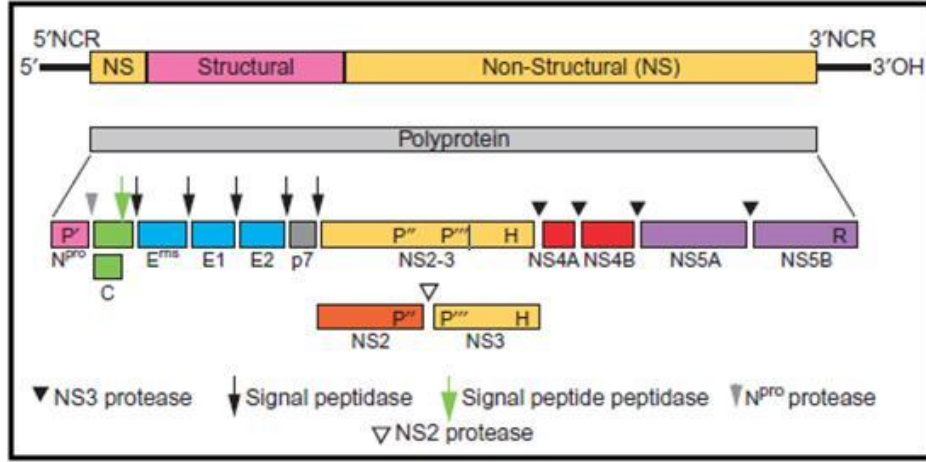 5′NCR 3′NCR
5′ NS Structural Non-Structural (NS) 3′OH
Polyprotein
P′ P″ P‴ H R
Npro C Erns E1 E2 p7 NS2-3 NS4A NS4B NS5A NS5B
P″ P‴ H
NS2 NS3
NS3 protease Signal peptidase Signal peptide peptidase Npro protease
NS2 protease